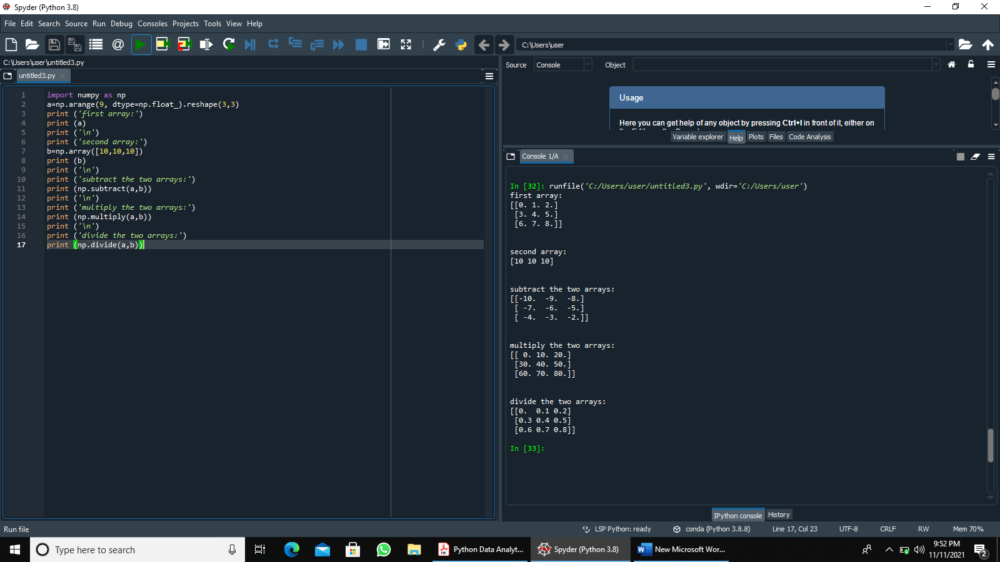 Spyder (Python 3.8)
File Edit Search Source Run Debug Consoles Projects Tools View Help
C:\Users\user
C:\Users\user\untitled3.py
untitled3.py
1 import numpy as np
2 a=np.arange(9, dtype=np.float_).reshape(3,3)
3 print ('first array:')
4 print (a)
5 print ('\n')
6 print ('second array:')
7 b=np.array([10,10,10])
8 print (b)
9 print ('\n')
10 print ('subtract the two arrays:')
11 print (np.subtract(a,b))
12 print ('\n')
13 print ('multiply the two arrays:')
14 print (np.multiply(a,b))
15 print ('\n')
16 print ('divide the two arrays:')
17 print (np.divide(a,b))
Source Console Object
Usage
Here you can get help of any object by pressing Ctrl+I in front of it, either on
Variable explorer Help Plots Files Code Analysis
Console 1/A
In [32]: runfile('C:/Users/user/untitled3.py', wdir='C:/Users/user')
first array:
[[0. 1. 2.]
[3. 4. 5.]
[6. 7. 8.]]
second array:
[10 10 10]
subtract the two arrays:
[[-10. -9. -8.]
[ -7. -6. -5.]
[ -4. -3. -2.]]
multiply the two arrays:
[[ 0. 10. 20.]
[30. 40. 50.]
[60. 70. 80.]]
divide the two arrays:
[[0. 0.1 0.2]
[0.3 0.4 0.5]
[0.6 0.7 0.8]]
In [33]:
IPython console History
Run file
LSP Python: ready conda (Python 3.8.8) Line 17, Col 23 UTF-8 CRLF RW Mem 70%
Type here to search
Python Data Analyt...
Spyder (Python 3.8)
New Microsoft Wor...
9:52 PM
11/11/2021
2